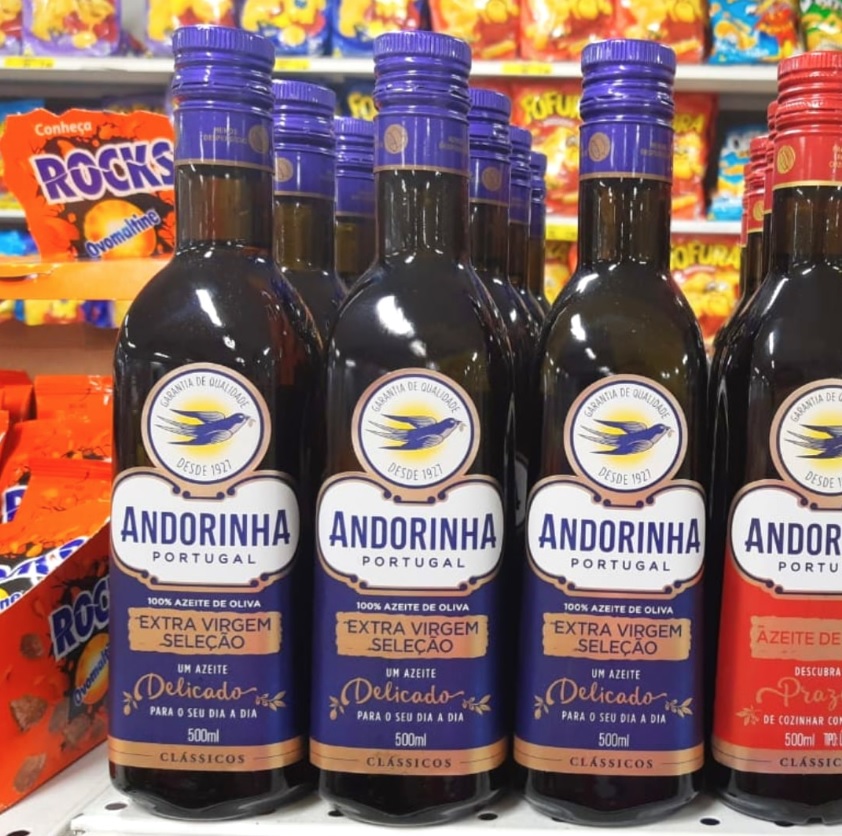 Conheça
ROCKS
Ovomaltine
FOFURA
FOFURA
ROCKS
Ovomaltine
GARANTIA DE QUALIDADE
DESDE 1927
ANDORINHA
PORTUGAL
100% AZEITE DE OLIVA
EXTRA VIRGEM
SELEÇÃO
UM AZEITE
Delicado
PARA O SEU DIA A DIA
500ml
CLÁSSICOS
GARANTIA DE QUALIDADE
DESDE 1927
ANDORINHA
PORTUGAL
100% AZEITE DE OLIVA
EXTRA VIRGEM
SELEÇÃO
UM AZEITE
Delicado
PARA O SEU DIA A DIA
500ml
CLÁSSICOS
GARANTIA DE QUALIDADE
DESDE 1927
ANDORINHA
PORTUGAL
100% AZEITE DE OLIVA
EXTRA VIRGEM
SELEÇÃO
UM AZEITE
Delicado
PARA O SEU DIA A DIA
500ml
CLÁSSICOS
DESDE
ANDOR
PORTU
AZEITE DE
DESCUBRA
Praz
DE COZINHAR CO
500ml
CLÁSSIC